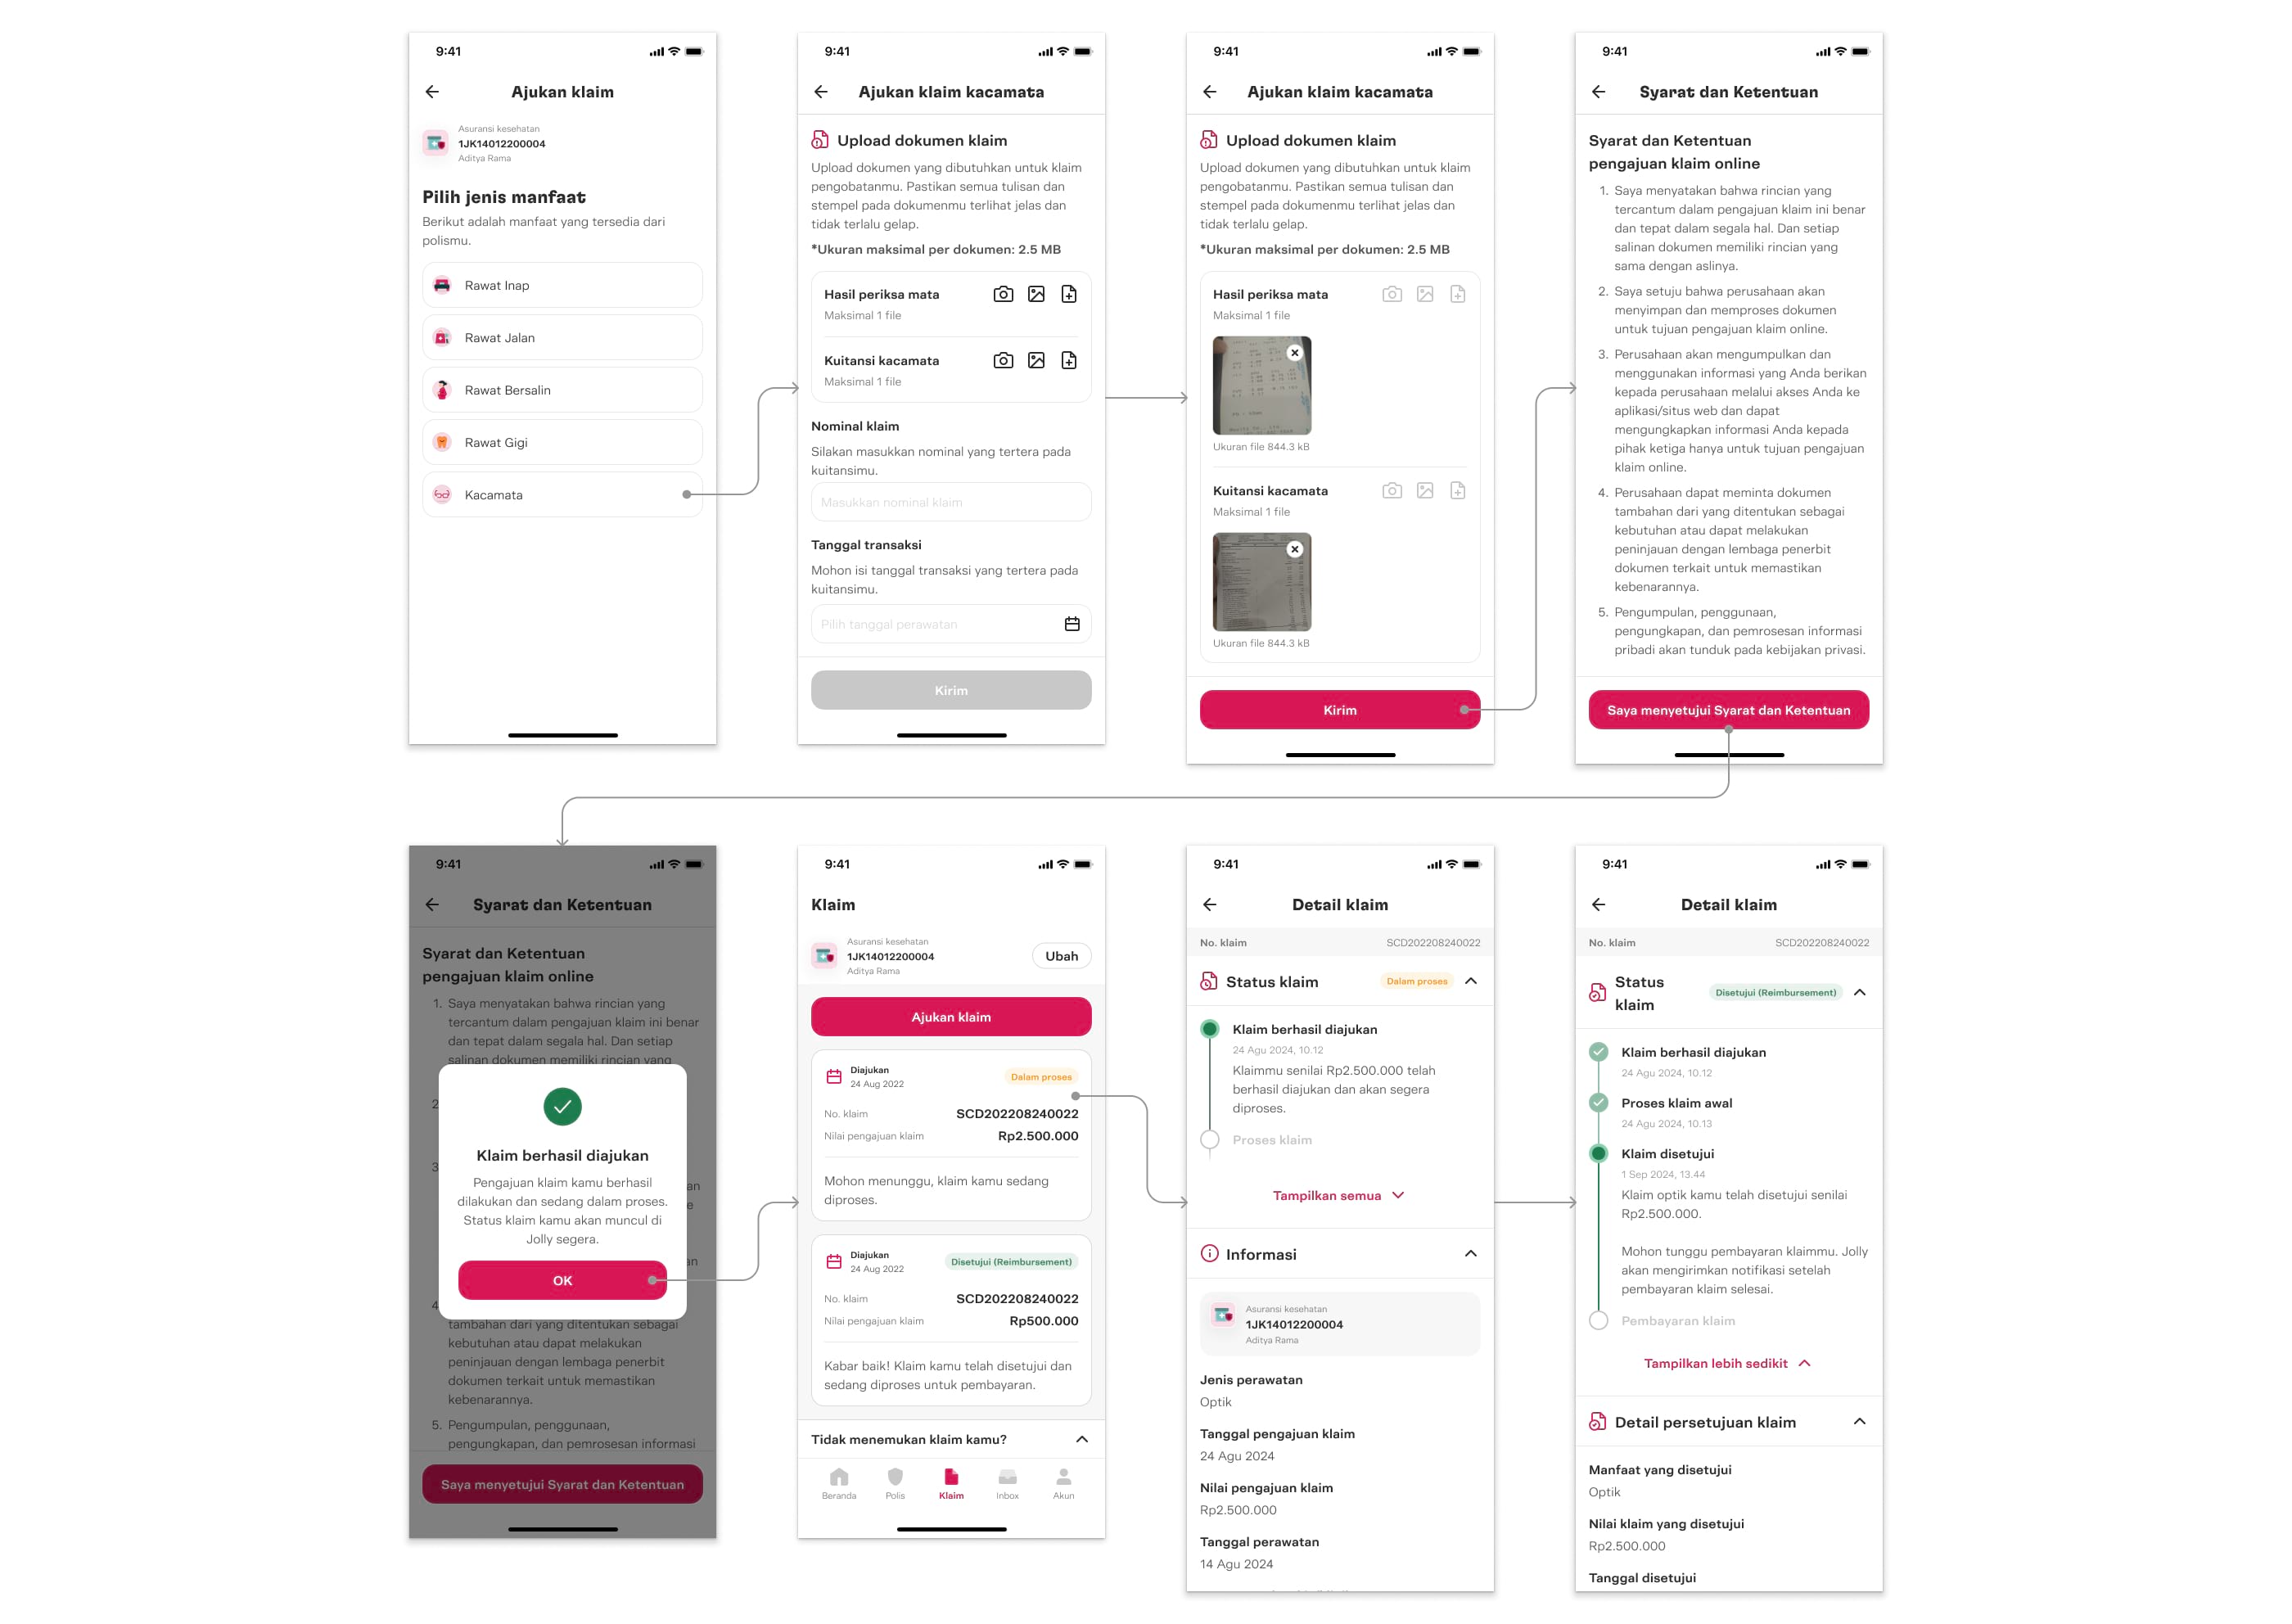 9:41
Ajukan klaim
Asuransi kesehatan
1JK14012200004
Aditya Rama
Pilih jenis manfaat
Berikut adalah manfaat yang tersedia dari
polismu.
Rawat Inap
Rawat Jalan
Rawat Bersalin
Rawat Gigi
Kacamata
9:41
Ajukan klaim kacamata
Upload dokumen klaim
Upload dokumen yang dibutuhkan untuk klaim
pengobatanmu. Pastikan semua tulisan dan
stempel pada dokumenmu terlihat jelas dan
tidak terlalu gelap.
*Ukuran maksimal per dokumen: 2.5 MB
Hasil periksa mata
Maksimal 1 file
Kuitansi kacamata
Maksimal 1 file
Nominal klaim
Silakan masukkan nominal yang tertera pada
kuitansimu.
Masukkan nominal klaim
Tanggal transaksi
Mohon isi tanggal transaksi yang tertera pada
kuitansimu.
Pilih tanggal perawatan
Kirim
9:41
Ajukan klaim kacamata
Upload dokumen klaim
Upload dokumen yang dibutuhkan untuk klaim
pengobatanmu. Pastikan semua tulisan dan
stempel pada dokumenmu terlihat jelas dan
tidak terlalu gelap.
*Ukuran maksimal per dokumen: 2.5 MB
Hasil periksa mata
Maksimal 1 file
Ukuran file 844.3 kB
Kuitansi kacamata
Maksimal 1 file
Ukuran file 844.3 kB
Kirim
9:41
Syarat dan Ketentuan
Syarat dan Ketentuan
pengajuan klaim online
1. Saya menyatakan bahwa rincian yang
tercantum dalam pengajuan klaim ini benar
dan tepat dalam segala hal. Dan setiap
salinan dokumen memiliki rincian yang
sama dengan aslinya.
2. Saya setuju bahwa perusahaan akan
menyimpan dan memproses dokumen
untuk tujuan pengajuan klaim online.
3. Perusahaan akan mengumpulkan dan
menggunakan informasi yang Anda berikan
kepada perusahaan melalui akses Anda ke
aplikasi/situs web dan dapat
mengungkapkan informasi Anda kepada
pihak ketiga hanya untuk tujuan pengajuan
klaim online.
4. Perusahaan dapat meminta dokumen
tambahan dari yang ditentukan sebagai
kebutuhan atau dapat melakukan
peninjauan dengan lembaga penerbit
dokumen terkait untuk memastikan
kebenarannya.
5. Pengumpulan, penggunaan,
pengungkapan, dan pemrosesan informasi
pribadi akan tunduk pada kebijakan privasi.
Saya menyetujui Syarat dan Ketentuan
9:41
Syarat dan Ketentuan
Syarat dan Ketentuan
pengajuan klaim online
1. Saya menyatakan bahwa rincian yang
tercantum dalam pengajuan klaim ini benar
dan tepat dalam segala hal. Dan setiap
salinan dokumen memiliki rincian yang
2
3
an
e
an
4
Klaim berhasil diajukan
Pengajuan klaim kamu berhasil
dilakukan dan sedang dalam proses.
Status klaim kamu akan muncul di
Jolly segera.
OK
tambahan dari yang ditentukan sebagai
kebutuhan atau dapat melakukan
peninjauan dengan lembaga penerbit
dokumen terkait untuk memastikan
kebenarannya.
5. Pengumpulan, penggunaan,
pengungkapan, dan pemrosesan informasi
Saya menyetujui Syarat dan Ketentuan
9:41
Klaim
Asuransi kesehatan
1JK14012200004
Aditya Rama
Ubah
Ajukan klaim
Diajukan
24 Aug 2022
Dalam proses
No. klaim SCD202208240022
Nilai pengajuan klaim Rp2.500.000
Mohon menunggu, klaim kamu sedang
diproses.
Diajukan
24 Aug 2022
Disetujui (Reimbursement)
No. klaim SCD202208240022
Nilai pengajuan klaim Rp500.000
Kabar baik! Klaim kamu telah disetujui dan
sedang diproses untuk pembayaran.
Tidak menemukan klaim kamu?
Beranda Polis Klaim Inbox Akun
9:41
Detail klaim
No. klaim SCD202208240022
Status klaim Dalam proses
Klaim berhasil diajukan
24 Agu 2024, 10.12
Klaimmu senilai Rp2.500.000 telah
berhasil diajukan dan akan segera
diproses.
Proses klaim
Tampilkan semua
Informasi
Asuransi kesehatan
1JK14012200004
Aditya Rama
Jenis perawatan
Optik
Tanggal pengajuan klaim
24 Agu 2024
Nilai pengajuan klaim
Rp2.500.000
Tanggal perawatan
14 Agu 2024
9:41
Detail klaim
No. klaim SCD202208240022
Status
klaim
Disetujui (Reimbursement)
Klaim berhasil diajukan
24 Agu 2024, 10.12
Proses klaim awal
24 Agu 2024, 10.13
Klaim disetujui
1 Sep 2024, 13.44
Klaim optik kamu telah disetujui senilai
Rp2.500.000.
Mohon tunggu pembayaran klaimmu. Jolly
akan mengirimkan notifikasi setelah
pembayaran klaim selesai.
Pembayaran klaim
Tampilkan lebih sedikit
Detail persetujuan klaim
Manfaat yang disetujui
Optik
Nilai klaim yang disetujui
Rp2.500.000
Tanggal disetujui